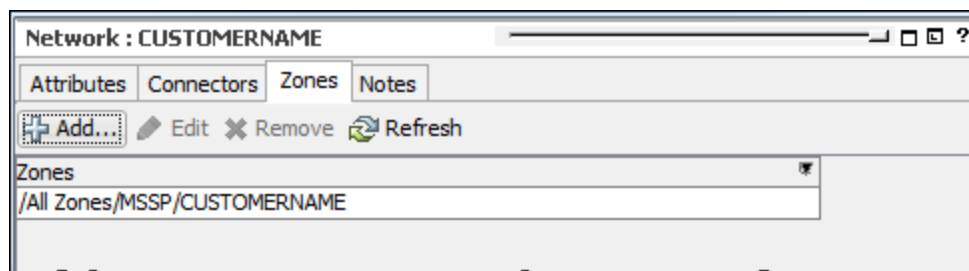 Network : CUSTOMERNAME ?
Attributes Connectors Zones Notes
Add... Edit Remove Refresh
Zones
/All Zones/MSSP/CUSTOMERNAME